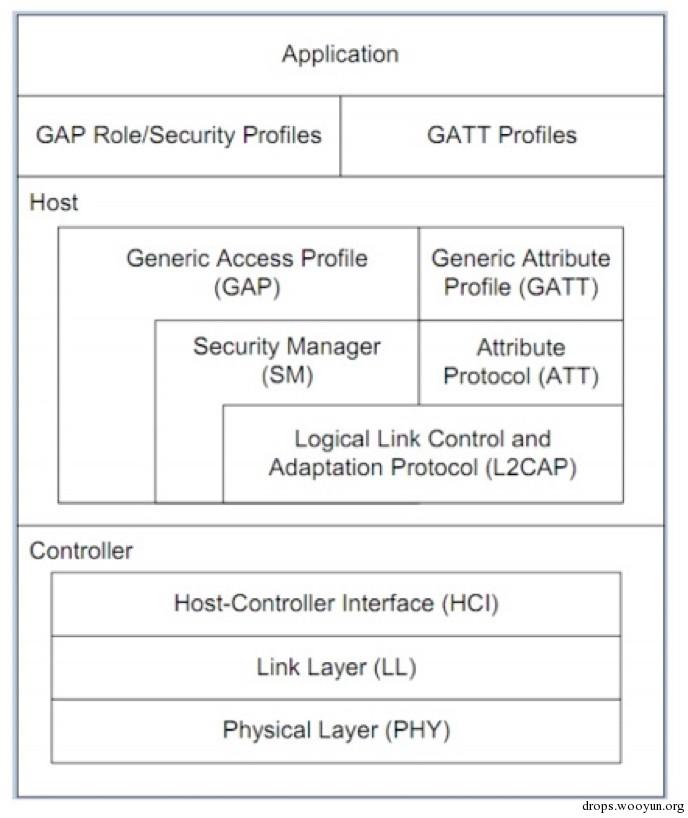 Application
GAP Role/Security Profiles
GATT Profiles
Host
Generic Access Profile
(GAP)
Generic Attribute
Profile (GATT)
Security Manager
(SM)
Attribute
Protocol (ATT)
Logical Link Control and
Adaptation Protocol (L2CAP)
Controller
Host-Controller Interface (HCI)
Link Layer (LL)
Physical Layer (PHY)
drops.wooyun.org